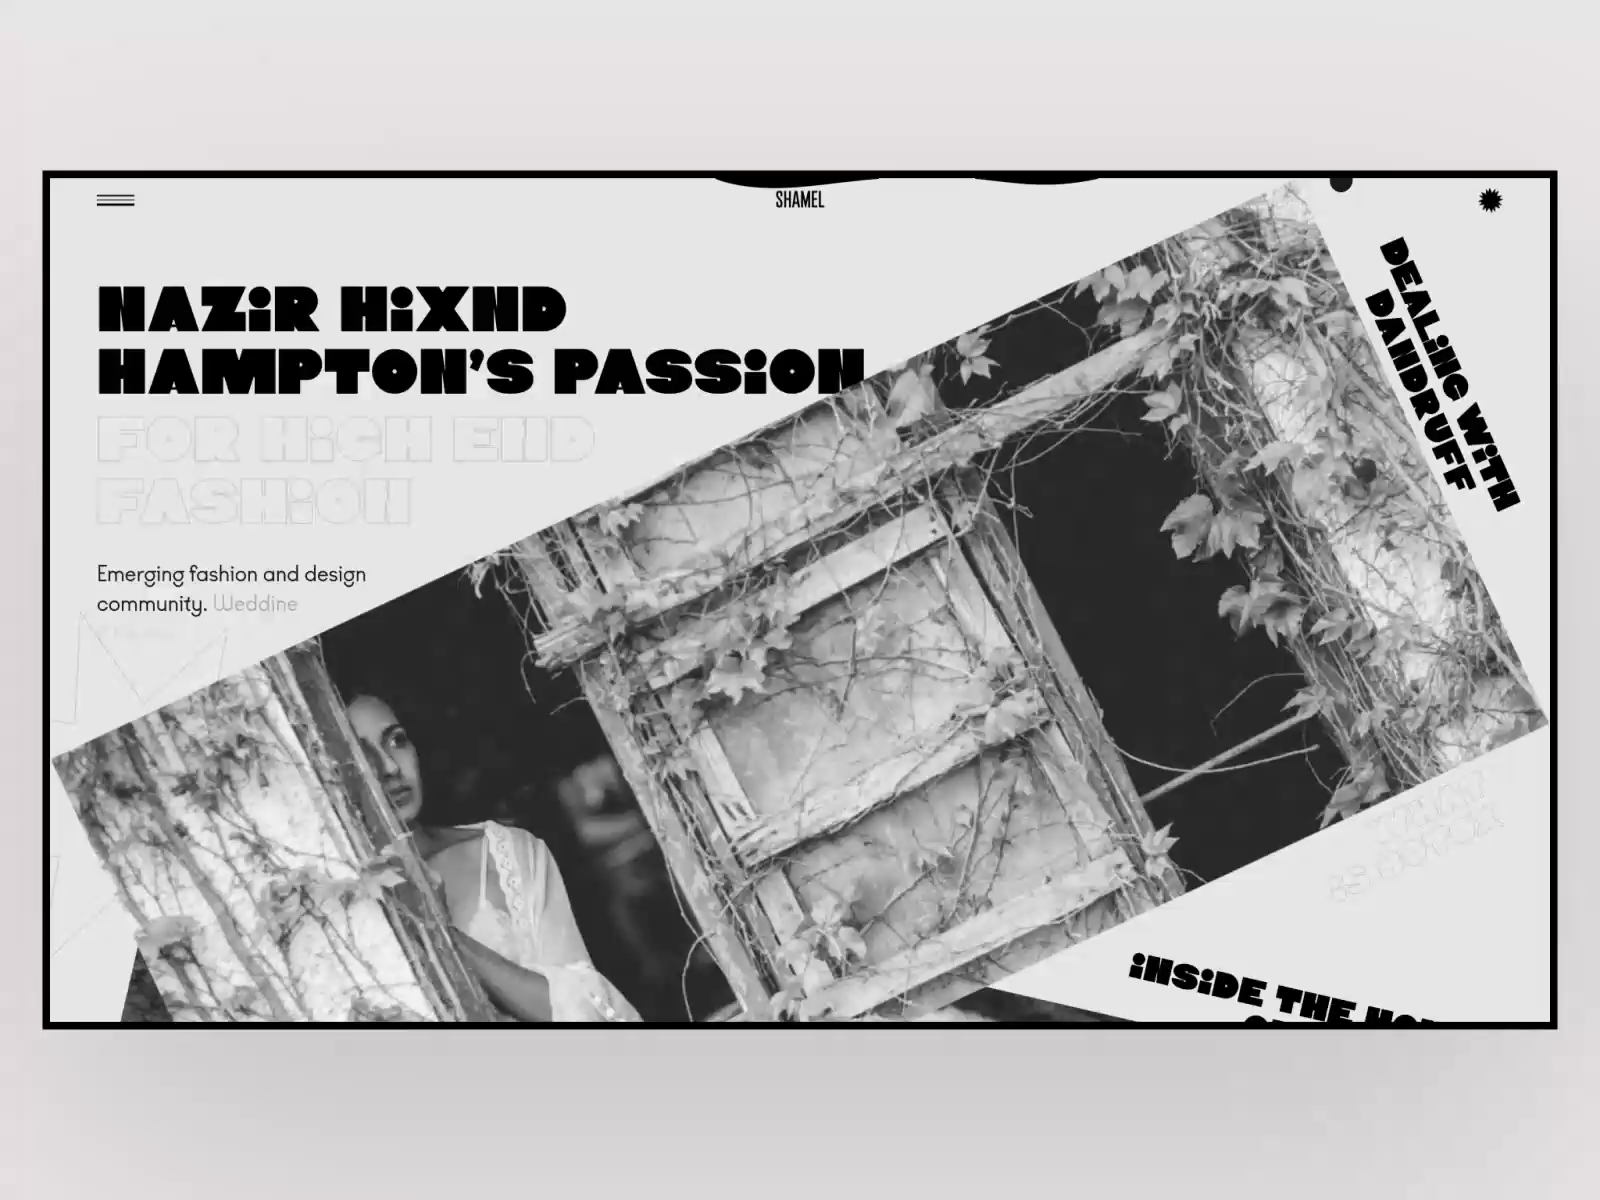 SHAMEL
NAZiR HiXND
HAMPTON'S PASSiON
FOR HiGH END
FASHiON
Emerging fashion and design
community. Weddine
DEALiNG WiTH
DANDRUFF
iNSiDE THE